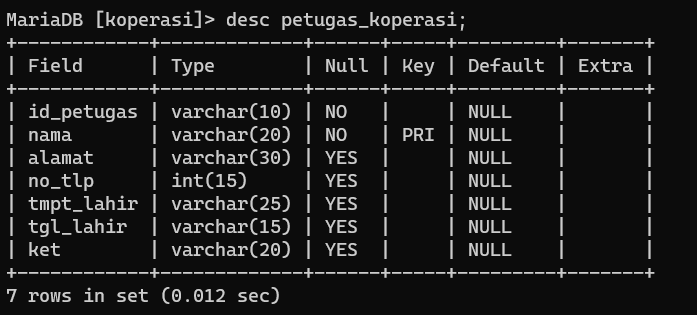 MariaDB [koperasi]> desc petugas_koperasi;
+------------+-------------+------+-----+---------+-------+
| Field      | Type        | Null | Key | Default | Extra |
+------------+-------------+------+-----+---------+-------+
| id_petugas | varchar(10) | NO   |     | NULL    |       |
| nama       | varchar(20) | NO   | PRI | NULL    |       |
| alamat     | varchar(30) | YES  |     | NULL    |       |
| no_tlp     | int(15)     | YES  |     | NULL    |       |
| tmpt_lahir | varchar(25) | YES  |     | NULL    |       |
| tgl_lahir  | varchar(15) | YES  |     | NULL    |       |
| ket        | varchar(20) | YES  |     | NULL    |       |
+------------+-------------+------+-----+---------+-------+
7 rows in set (0.012 sec)